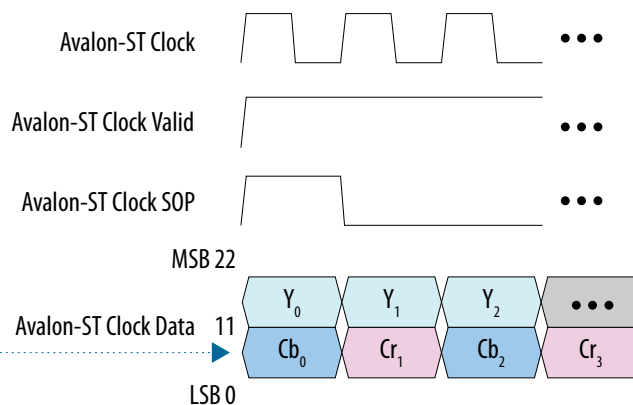 Avalon-ST Clock •••
Avalon-ST Clock Valid •••
Avalon-ST Clock SOP •••
MSB 22
Y0 Y1 Y2 •••
Avalon-ST Clock Data 11
Cb0 Cr1 Cb2 Cr3
LSB 0